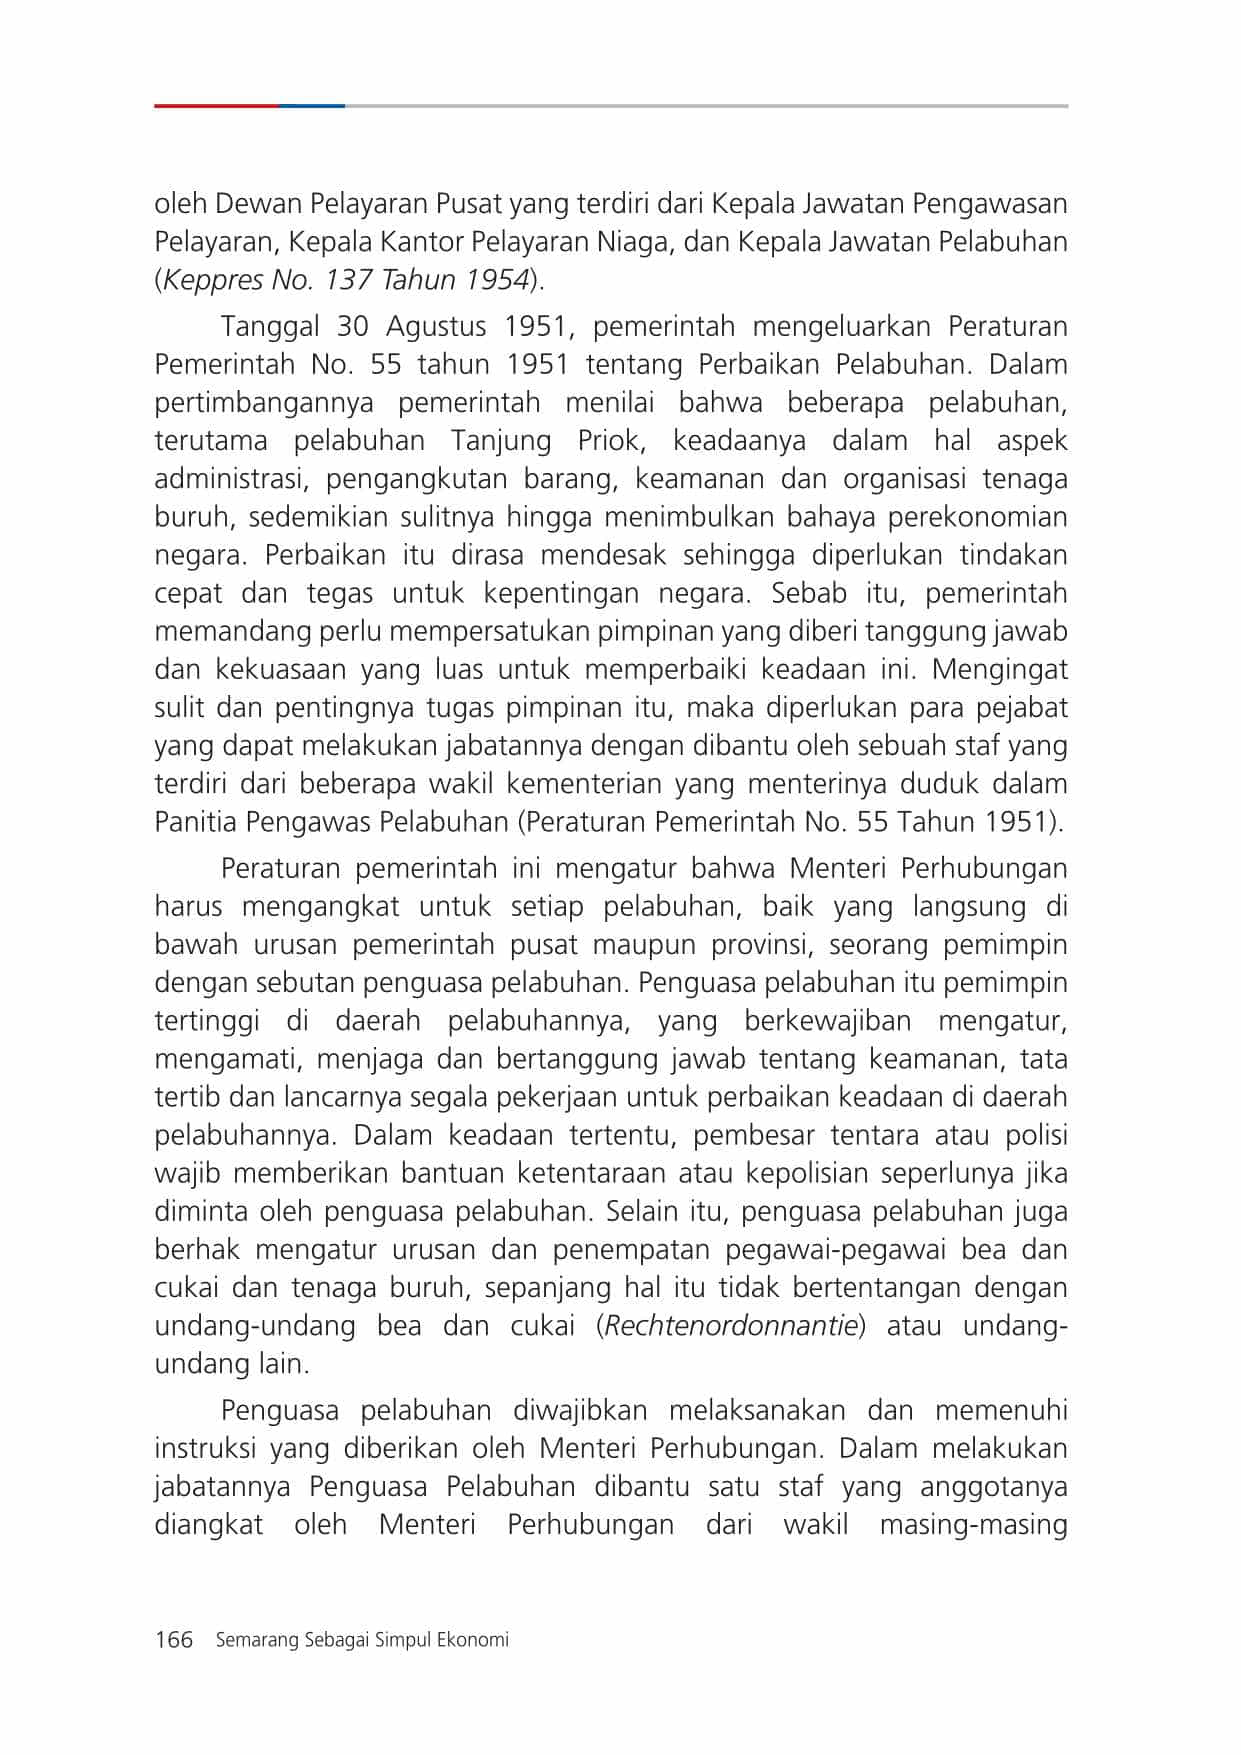 oleh Dewan Pelayaran Pusat yang terdiri dari Kepala Jawatan Pengawasan
Pelayaran, Kepala Kantor Pelayaran Niaga, dan Kepala Jawatan Pelabuhan
(Keppres No. 137 Tahun 1954).
Tanggal 30 Agustus 1951, pemerintah mengeluarkan Peraturan
Pemerintah No. 55 tahun 1951 tentang Perbaikan Pelabuhan. Dalam
pertimbangannya pemerintah menilai bahwa beberapa pelabuhan,
terutama pelabuhan Tanjung Priok, keadaanya dalam hal aspek
administrasi, pengangkutan barang, keamanan dan organisasi tenaga
buruh, sedemikian sulitnya hingga menimbulkan bahaya perekonomian
negara. Perbaikan itu dirasa mendesak sehingga diperlukan tindakan
cepat dan tegas untuk kepentingan negara. Sebab itu, pemerintah
memandang perlu mempersatukan pimpinan yang diberi tanggung jawab
dan kekuasaan yang luas untuk memperbaiki keadaan ini. Mengingat
sulit dan pentingnya tugas pimpinan itu, maka diperlukan para pejabat
yang dapat melakukan jabatannya dengan dibantu oleh sebuah staf yang
terdiri dari beberapa wakil kementerian yang menterinya duduk dalam
Panitia Pengawas Pelabuhan (Peraturan Pemerintah No. 55 Tahun 1951).
Peraturan pemerintah ini mengatur bahwa Menteri Perhubungan
harus mengangkat untuk setiap pelabuhan, baik yang langsung di
bawah urusan pemerintah pusat maupun provinsi, seorang pemimpin
dengan sebutan penguasa pelabuhan. Penguasa pelabuhan itu pemimpin
tertinggi di daerah pelabuhannya, yang berkewajiban mengatur,
mengamati, menjaga dan bertanggung jawab tentang keamanan, tata
tertib dan lancarnya segala pekerjaan untuk perbaikan keadaan di daerah
pelabuhannya. Dalam keadaan tertentu, pembesar tentara atau polisi
wajib memberikan bantuan ketentaraan atau kepolisian seperlunya jika
diminta oleh penguasa pelabuhan. Selain itu, penguasa pelabuhan juga
berhak mengatur urusan dan penempatan pegawai-pegawai bea dan
cukai dan tenaga buruh, sepanjang hal itu tidak bertentangan dengan
undang-undang bea dan cukai (Rechtenordonnantie) atau undang-
undang lain.
Penguasa pelabuhan diwajibkan melaksanakan dan memenuhi
instruksi yang diberikan oleh Menteri Perhubungan. Dalam melakukan
jabatannya Penguasa Pelabuhan dibantu satu staf yang anggotanya
diangkat oleh Menteri Perhubungan dari wakil masing-masing
166 Semarang Sebagai Simpul Ekonomi